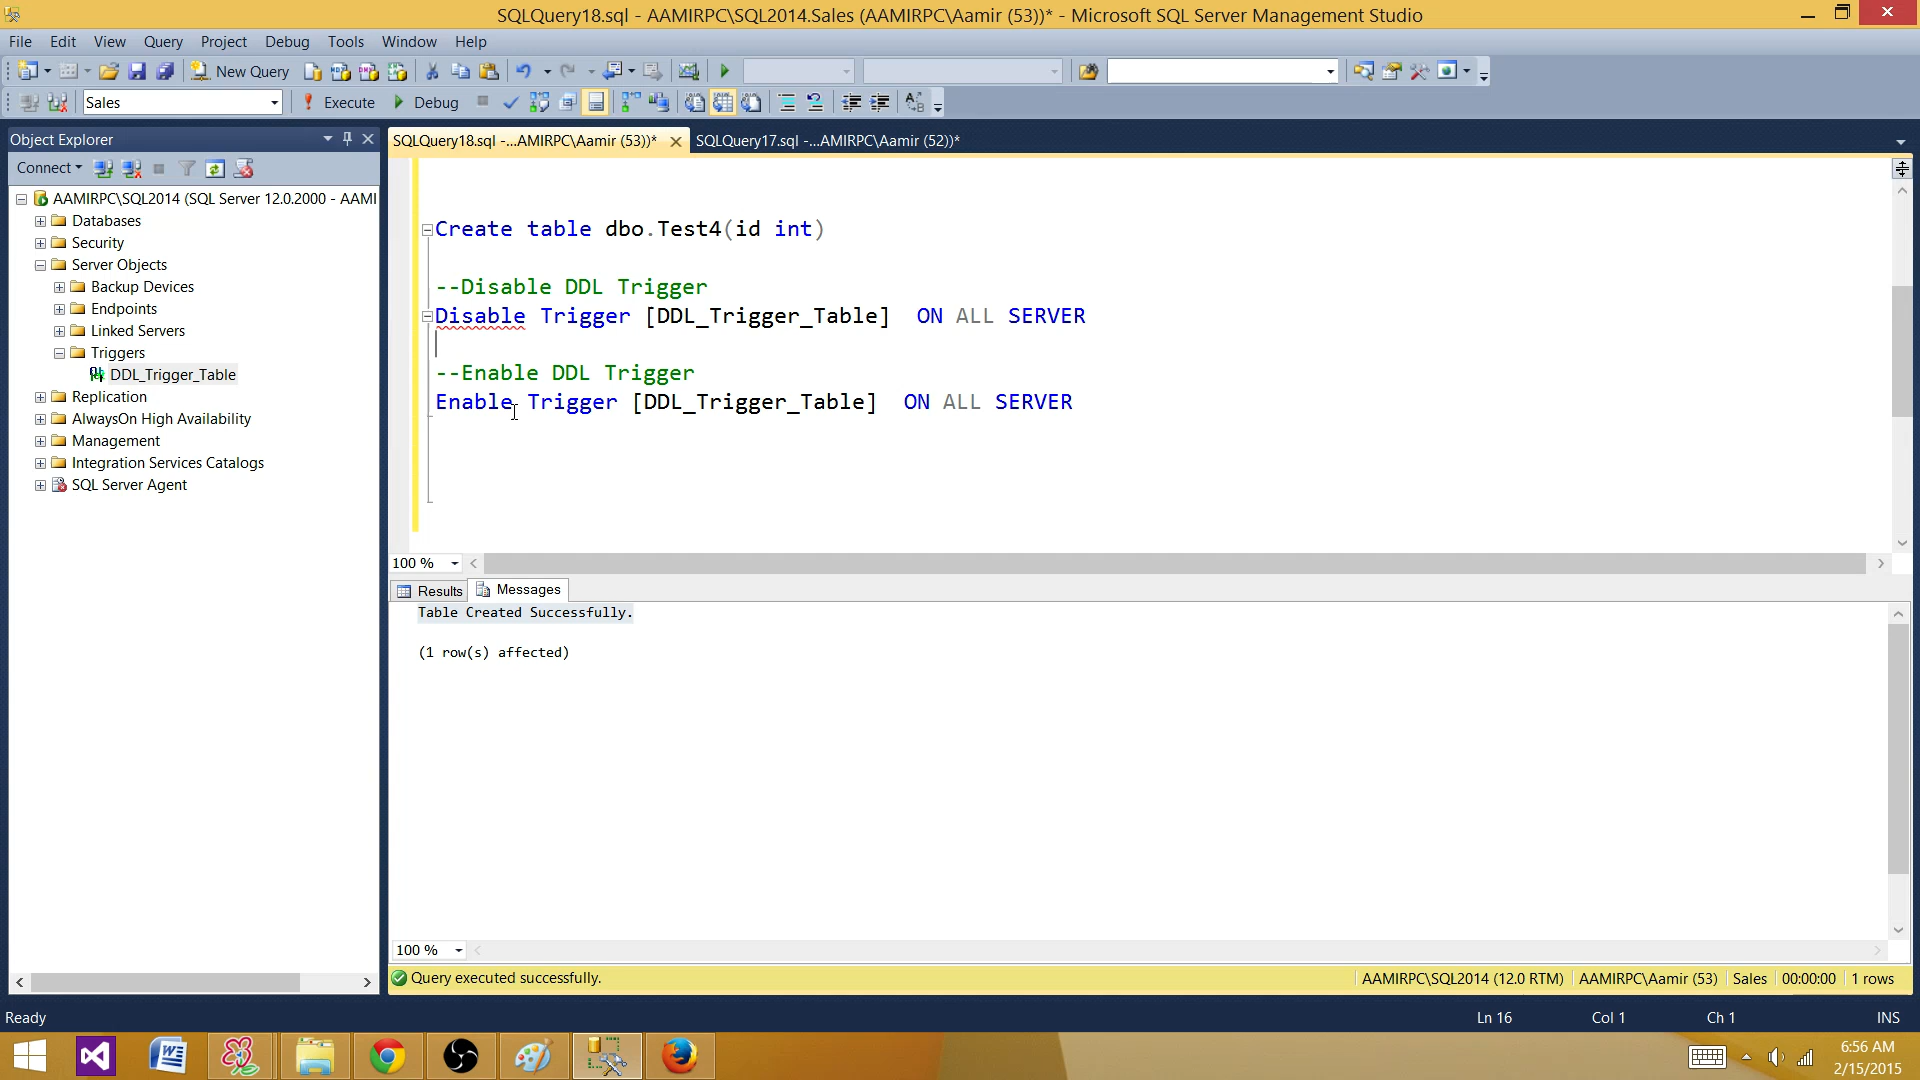 SQLQuery18.sql - AAMIRPC\SQL2014.Sales (AAMIRPC\Aamir (53))* - Microsoft SQL Server Management Studio
File Edit View Query Project Debug Tools Window Help
New Query
Sales Execute Debug
Object Explorer
Connect
AAMIRPC\SQL2014 (SQL Server 12.0.2000 - AAMI
Databases
Security
Server Objects
Backup Devices
Endpoints
Linked Servers
Triggers
DDL_Trigger_Table
Replication
AlwaysOn High Availability
Management
Integration Services Catalogs
SQL Server Agent
SQLQuery18.sql -...AMIRPC\Aamir (53))* SQLQuery17.sql -...AMIRPC\Aamir (52))*
Create table dbo.Test4(id int)
--Disable DDL Trigger
Disable Trigger [DDL_Trigger_Table] ON ALL SERVER
--Enable DDL Trigger
Enable Trigger [DDL_Trigger_Table] ON ALL SERVER
100 %
Results Messages
Table Created Successfully.
(1 row(s) affected)
100 %
Query executed successfully. AAMIRPC\SQL2014 (12.0 RTM) AAMIRPC\Aamir (53) Sales 00:00:00 1 rows
Ready Ln 16 Col 1 Ch 1 INS
6:56 AM
2/15/2015